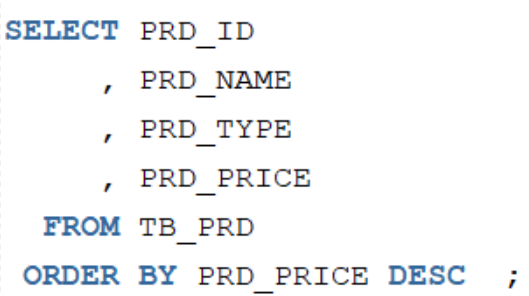 SELECT PRD_ID
, PRD_NAME
, PRD_TYPE
, PRD_PRICE
FROM TB_PRD
ORDER BY PRD_PRICE DESC ;